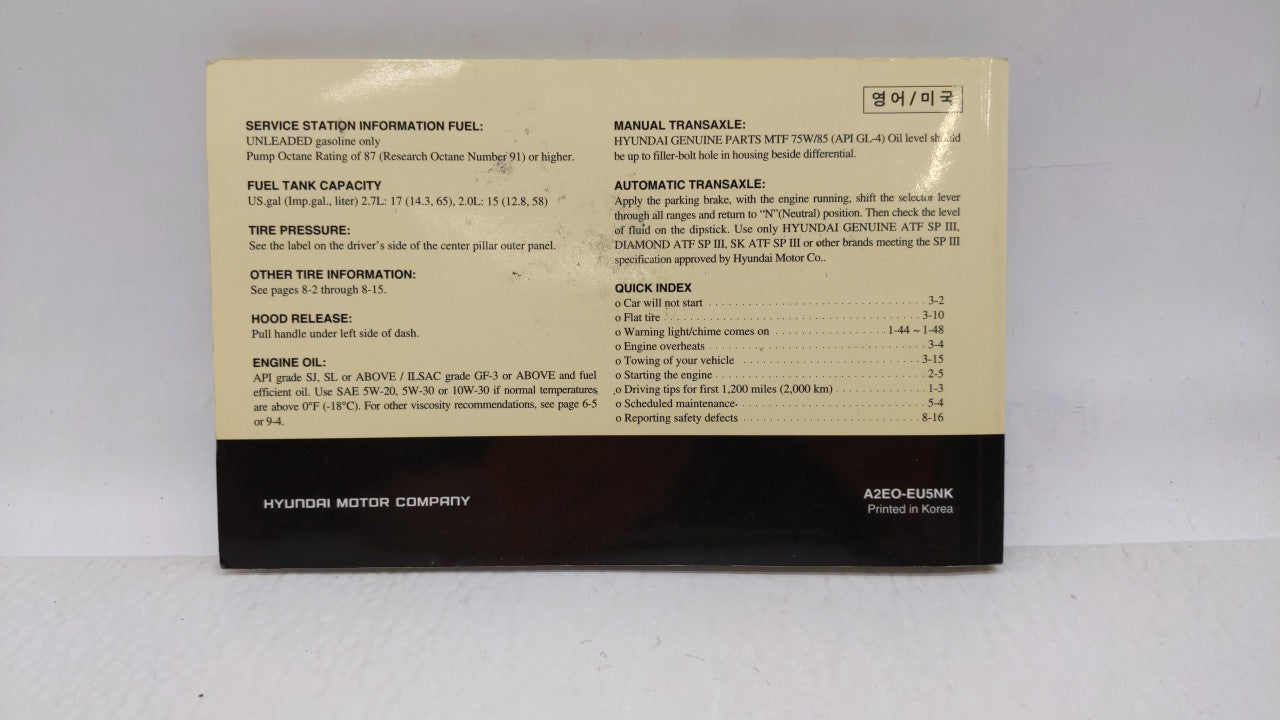 SERVICE STATION INFORMATION FUEL:
UNLEADED gasoline only
Pump Octane Rating of 87 (Research Octane Number 91) or higher.
FUEL TANK CAPACITY
US.gal (Imp.gal., liter) 2.7L: 17 (14.3, 65), 2.0L: 15 (12.8, 58)
TIRE PRESSURE:
See the label on the driver's side of the center pillar outer panel.
OTHER TIRE INFORMATION:
See pages 8-2 through 8-15.
HOOD RELEASE:
Pull handle under left side of dash.
ENGINE OIL:
API grade SJ, SL or ABOVE / ILSAC grade GF-3 or ABOVE and fuel
efficient oil. Use SAE 5W-20, 5W-30 or 10W-30 if normal temperatures
are above 0°F (-18°C). For other viscosity recommendations, see page 6-5
or 9-4.
영어/미국
MANUAL TRANSAXLE:
HYUNDAI GENUINE PARTS MTF 75W/85 (API GL-4) Oil level should
be up to filler-bolt hole in housing beside differential.
AUTOMATIC TRANSAXLE:
Apply the parking brake, with the engine running, shift the selector lever
through all ranges and return to "N"(Neutral) position. Then check the level
of fluid on the dipstick. Use only HYUNDAI GENUINE ATF SP III,
DIAMOND ATF SP III, SK ATF SP III or other brands meeting the SP III
specification approved by Hyundai Motor Co..
QUICK INDEX
o Car will not start 3-2
o Flat tire 3-10
o Warning light/chime comes on 1-44 ~ 1-48
o Engine overheats 3-4
o Towing of your vehicle 3-15
o Starting the engine 2-5
o Driving tips for first 1,200 miles (2,000 km) 1-3
o Scheduled maintenance 5-4
o Reporting safety defects 8-16
HYUNDAI MOTOR COMPANY
A2EO-EU5NK
Printed in Korea